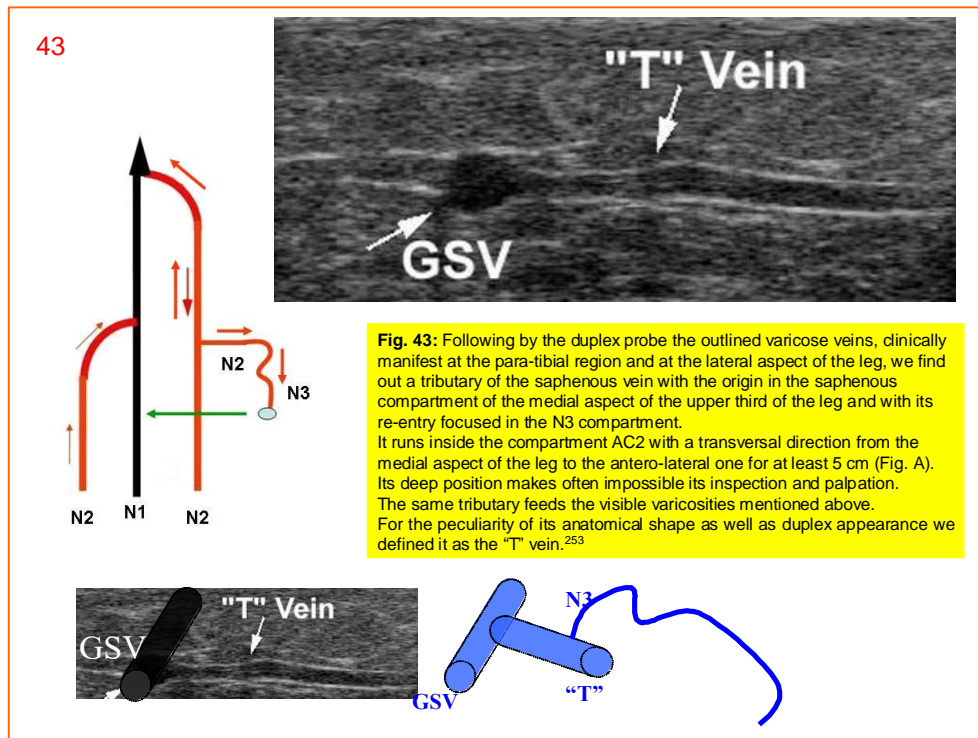 43
"T" Vein
GSV
N2
N3
N2
N1
N2
Fig. 43: Following by the duplex probe the outlined varicose veins, clinically
manifest at the para-tibial region and at the lateral aspect of the leg, we find
out a tributary of the saphenous vein with the origin in the saphenous
compartment of the medial aspect of the upper third of the leg and with its
re-entry focused in the N3 compartment.
It runs inside the compartment AC2 with a transversal direction from the
medial aspect of the leg to the antero-lateral one for at least 5 cm (Fig. A).
Its deep position makes often impossible its inspection and palpation.
The same tributary feeds the visible varicosities mentioned above.
For the peculiarity of its anatomical shape as well as duplex appearance we
defined it as the “T” vein.253
"T" Vein
GSV
N3
GSV
“T”